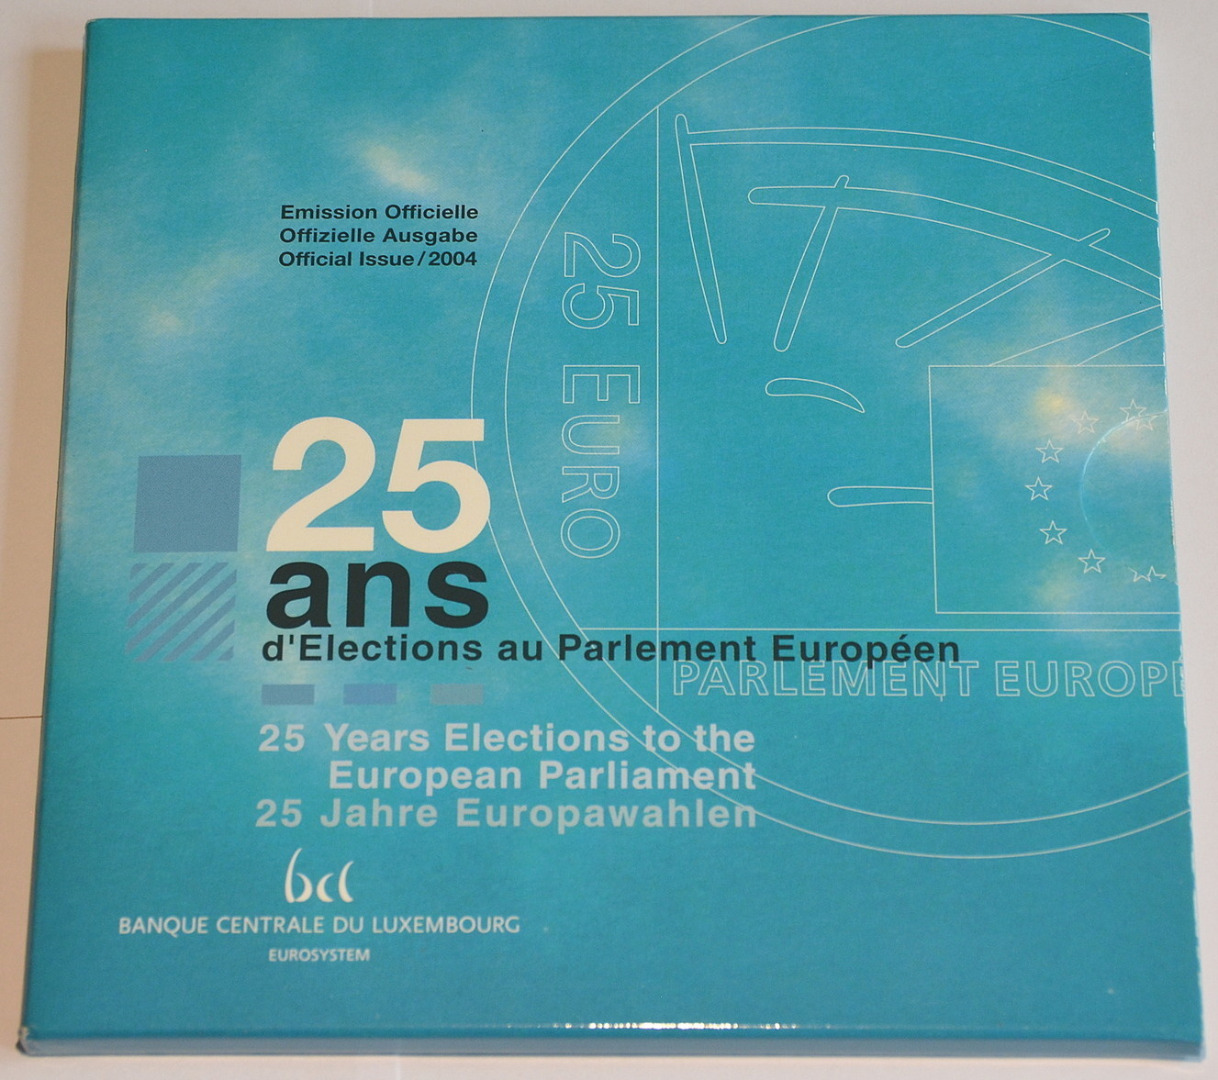 Emission Officielle
Offizielle Ausgabe
Official Issue/2004
25 EURO
25
ans
d'Elections au Parlement Européen
PARLEMENT EUROPE
25 Years Elections to the
European Parliament
25 Jahre Europawahlen
bcl
BANQUE CENTRALE DU LUXEMBOURG
EUROSYSTEM